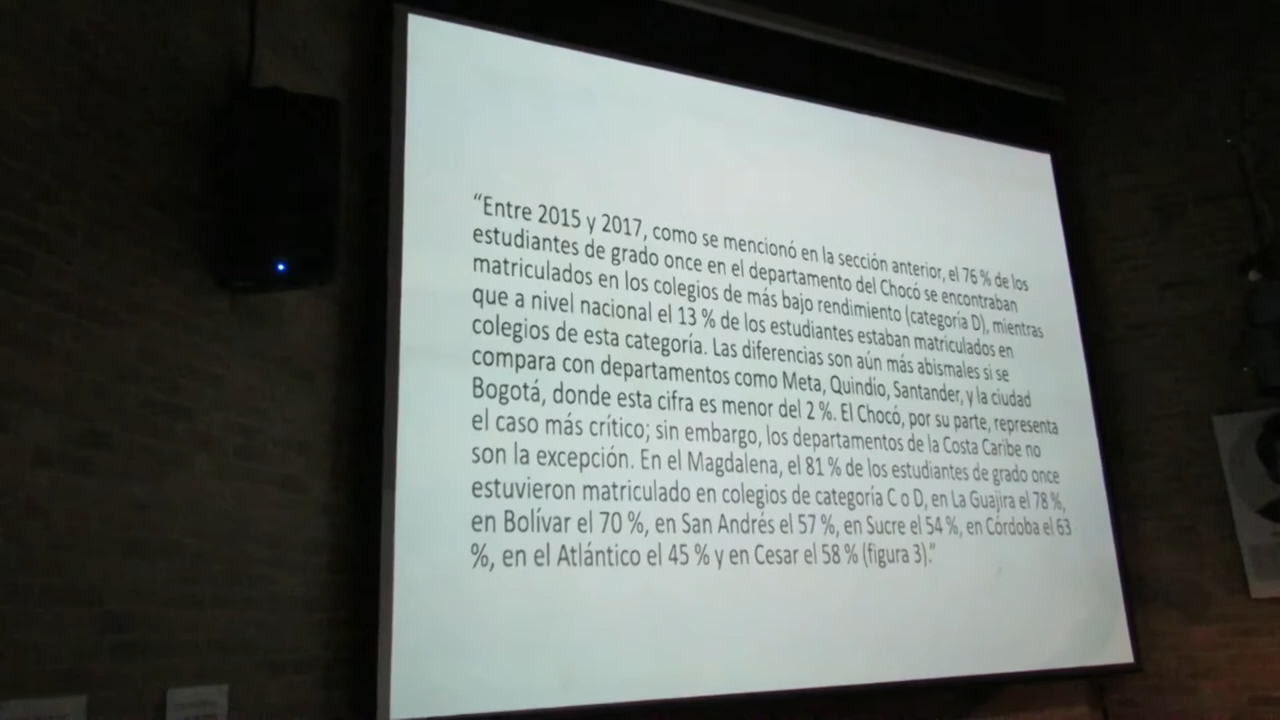 “Entre 2015 y 2017, como se mencionó en la sección anterior, el 76 % de los
estudiantes de grado once en el departamento del Chocó se encontraban
matriculados en los colegios de más bajo rendimiento (categoría D), mientras
que a nivel nacional el 13 % de los estudiantes estaban matriculados en
colegios de esta categoría. Las diferencias son aún más abismales si se
compara con departamentos como Meta, Quindío, Santander, y la ciudad
Bogotá, donde esta cifra es menor del 2 %. El Chocó, por su parte, representa
el caso más crítico; sin embargo, los departamentos de la Costa Caribe no
son la excepción. En el Magdalena, el 81 % de los estudiantes de grado once
estuvieron matriculado en colegios de categoría C o D, en La Guajira el 78 %,
en Bolívar el 70 %, en San Andrés el 57 %, en Sucre el 54 %, en Córdoba el 63
%, en el Atlántico el 45 % y en Cesar el 58 % (figura 3).”